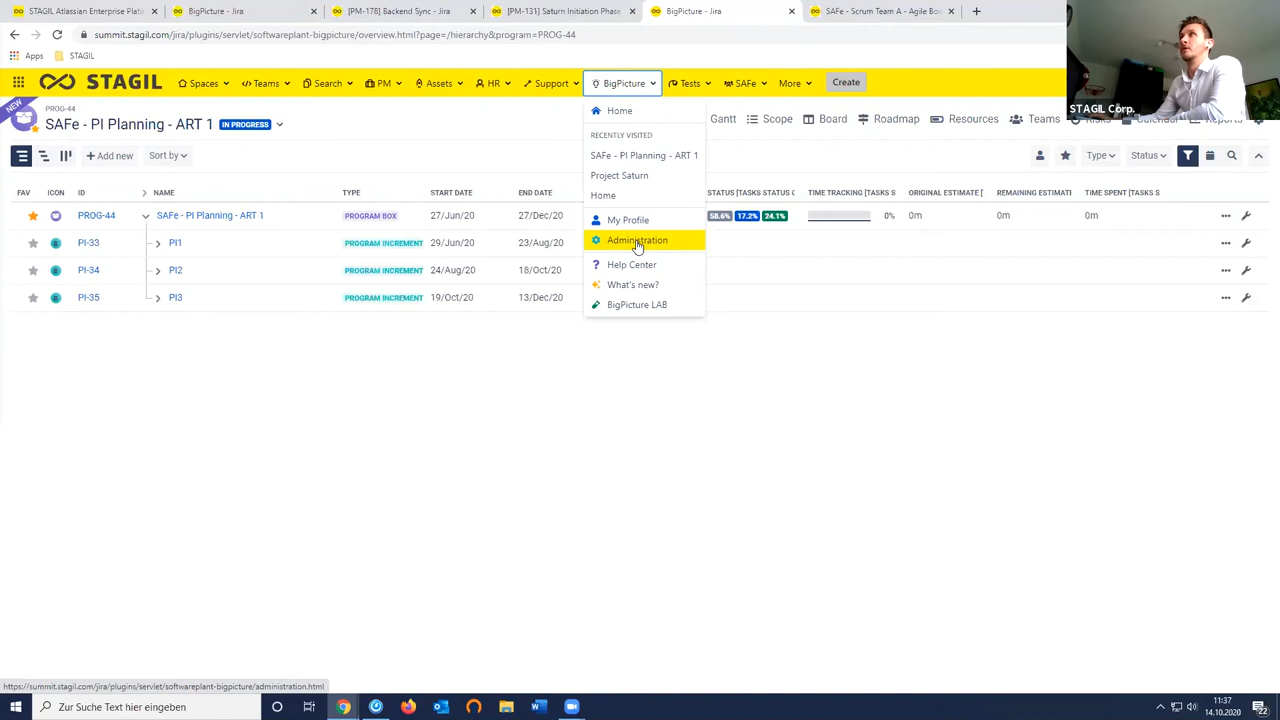 STAGIL Atlassian Enterprise Platf
BigPicture - Jira
[PM-178] Backend Sync - Jira
[PM-131] Saturn Initiation Phase
BigPicture - Jira
SAFe - Scrum Team A - Agile Boa
summit.stagil.com/jira/plugins/servlet/softwareplant-bigpicture/overview.html?page=/hierarchy&program=PROG-44
Apps STAGIL
STAGIL Spaces Teams Search PM Assets HR Support BigPicture Tests SAFe More Create
STAGIL Corp.
NEW
PROG-44
SAFe - PI Planning - ART 1 IN PROGRESS
Gantt Scope Board Roadmap Resources Teams Risks Calendar Reports
Add new Sort by
Type Status
Home
RECENTLY VISITED
SAFe - PI Planning - ART 1
Project Saturn
Home
My Profile
Administration
Help Center
What's new?
BigPicture LAB
FAV ICON ID NAME TYPE START DATE END DATE STATUS [TASKS STATUS C TIME TRACKING [TASKS S ORIGINAL ESTIMATE [ REMAINING ESTIMATE [ TIME SPENT [TASKS S
PROG-44 SAFe - PI Planning - ART 1 PROGRAM BOX 27/Jun/20 27/Dec/20 58.6% 17.2% 24.1% 0% 0m 0m 0m
PI-33 PI1 PROGRAM INCREMENT 29/Jun/20 23/Aug/20
PI-34 PI2 PROGRAM INCREMENT 24/Aug/20 18/Oct/20
PI-35 PI3 PROGRAM INCREMENT 19/Oct/20 13/Dec/20
https://summit.stagil.com/jira/plugins/servlet/softwareplant-bigpicture/administration.html
Zur Suche Text hier eingeben
11:37
14.10.2020
22